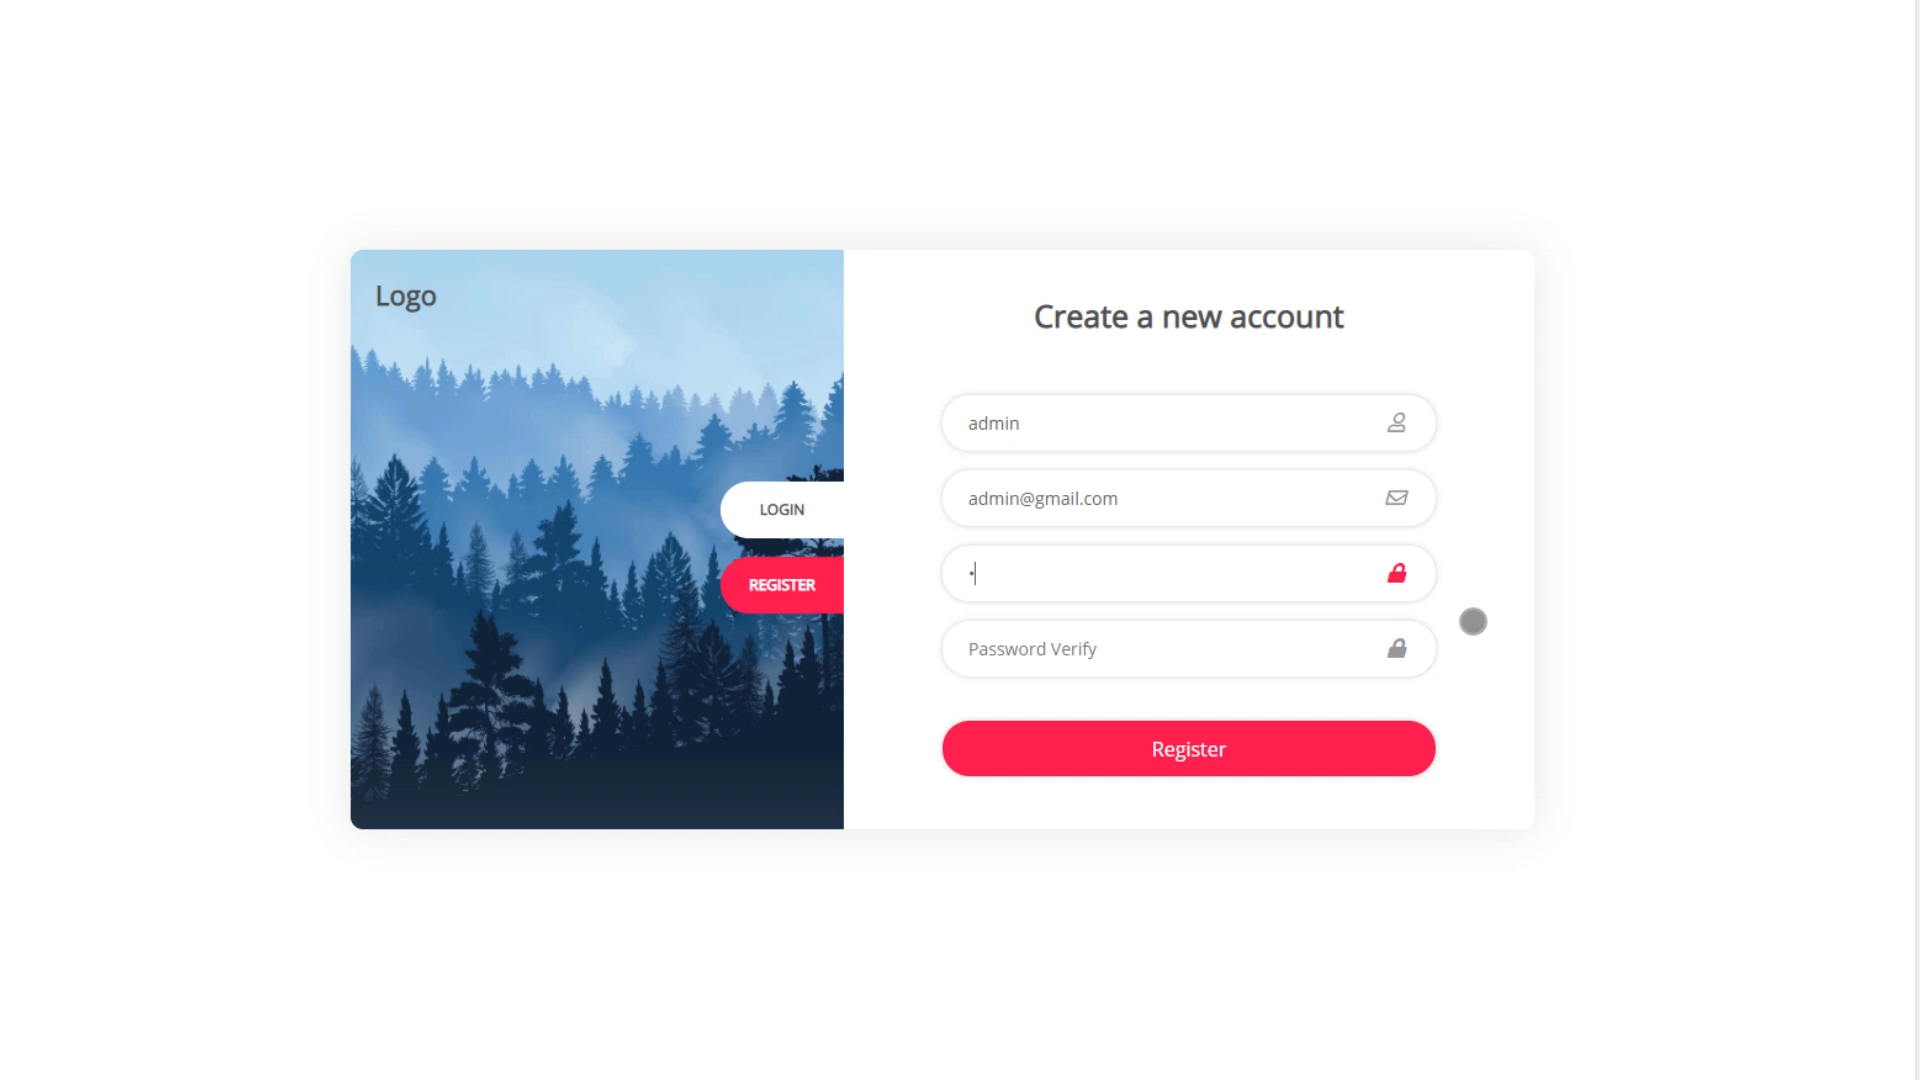 Logo
LOGIN
REGISTER
Create a new account
admin
admin@gmail.com
•
Password Verify
Register